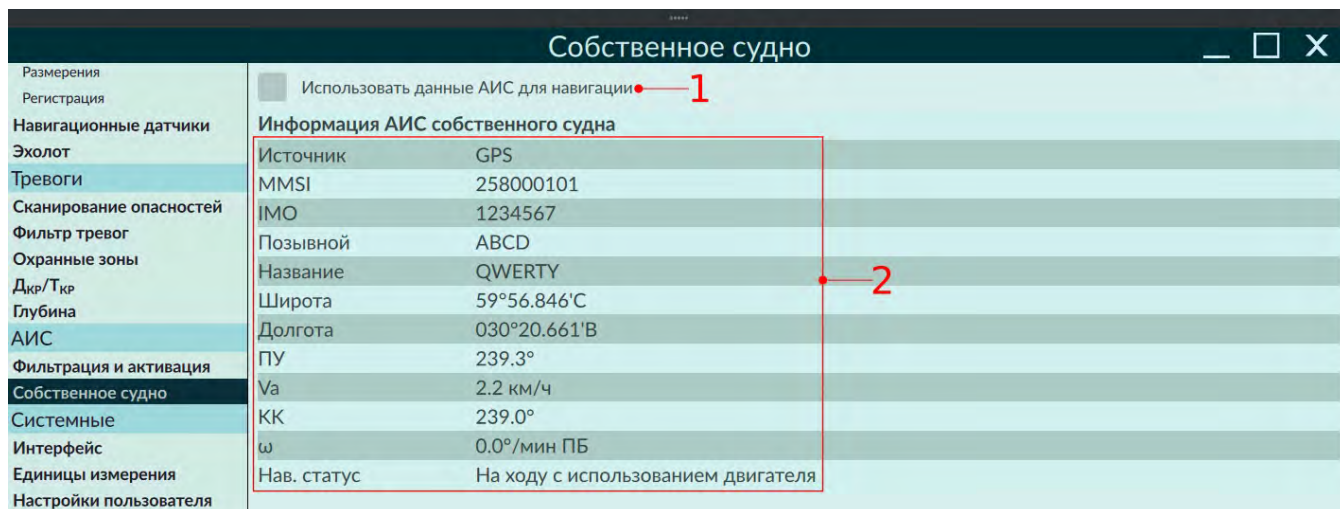 Собственное судно
Размерения
Регистрация
Навигационные датчики
Эхолот
Тревоги
Сканирование опасностей
Фильтр тревог
Охранные зоны
Дкр/Ткр
Глубина
АИС
Фильтрация и активация
Собственное судно
Системные
Интерфейс
Единицы измерения
Настройки пользователя
Использовать данные АИС для навигации 1
Информация АИС собственного судна
Источник GPS
MMSI 258000101
IMO 1234567
Позывной ABCD
Название QWERTY
2
Широта 59°56.846'С
Долгота 030°20.661'В
ПУ 239.3°
Va 2.2 км/ч
КК 239.0°
ω 0.0°/мин ПБ
Нав. статус На ходу с использованием двигателя